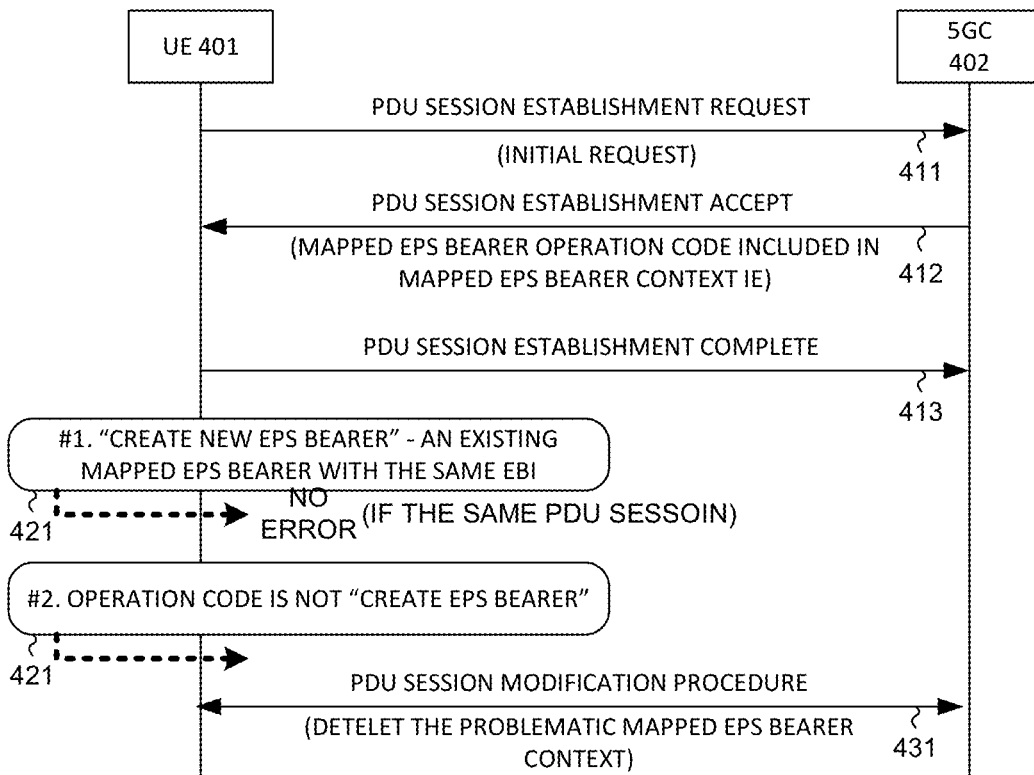 UE 401
5GC
402
PDU SESSION ESTABLISHMENT REQUEST
(INITIAL REQUEST)
411
PDU SESSION ESTABLISHMENT ACCEPT
(MAPPED EPS BEARER OPERATION CODE INCLUDED IN
MAPPED EPS BEARER CONTEXT IE)
412
PDU SESSION ESTABLISHMENT COMPLETE
413
#1. “CREATE NEW EPS BEARER” - AN EXISTING
MAPPED EPS BEARER WITH THE SAME EBI
421
NO
ERROR
(IF THE SAME PDU SESSOIN)
#2. OPERATION CODE IS NOT “CREATE EPS BEARER”
421
PDU SESSION MODIFICATION PROCEDURE
(DETELET THE PROBLEMATIC MAPPED EPS BEARER
CONTEXT)
431